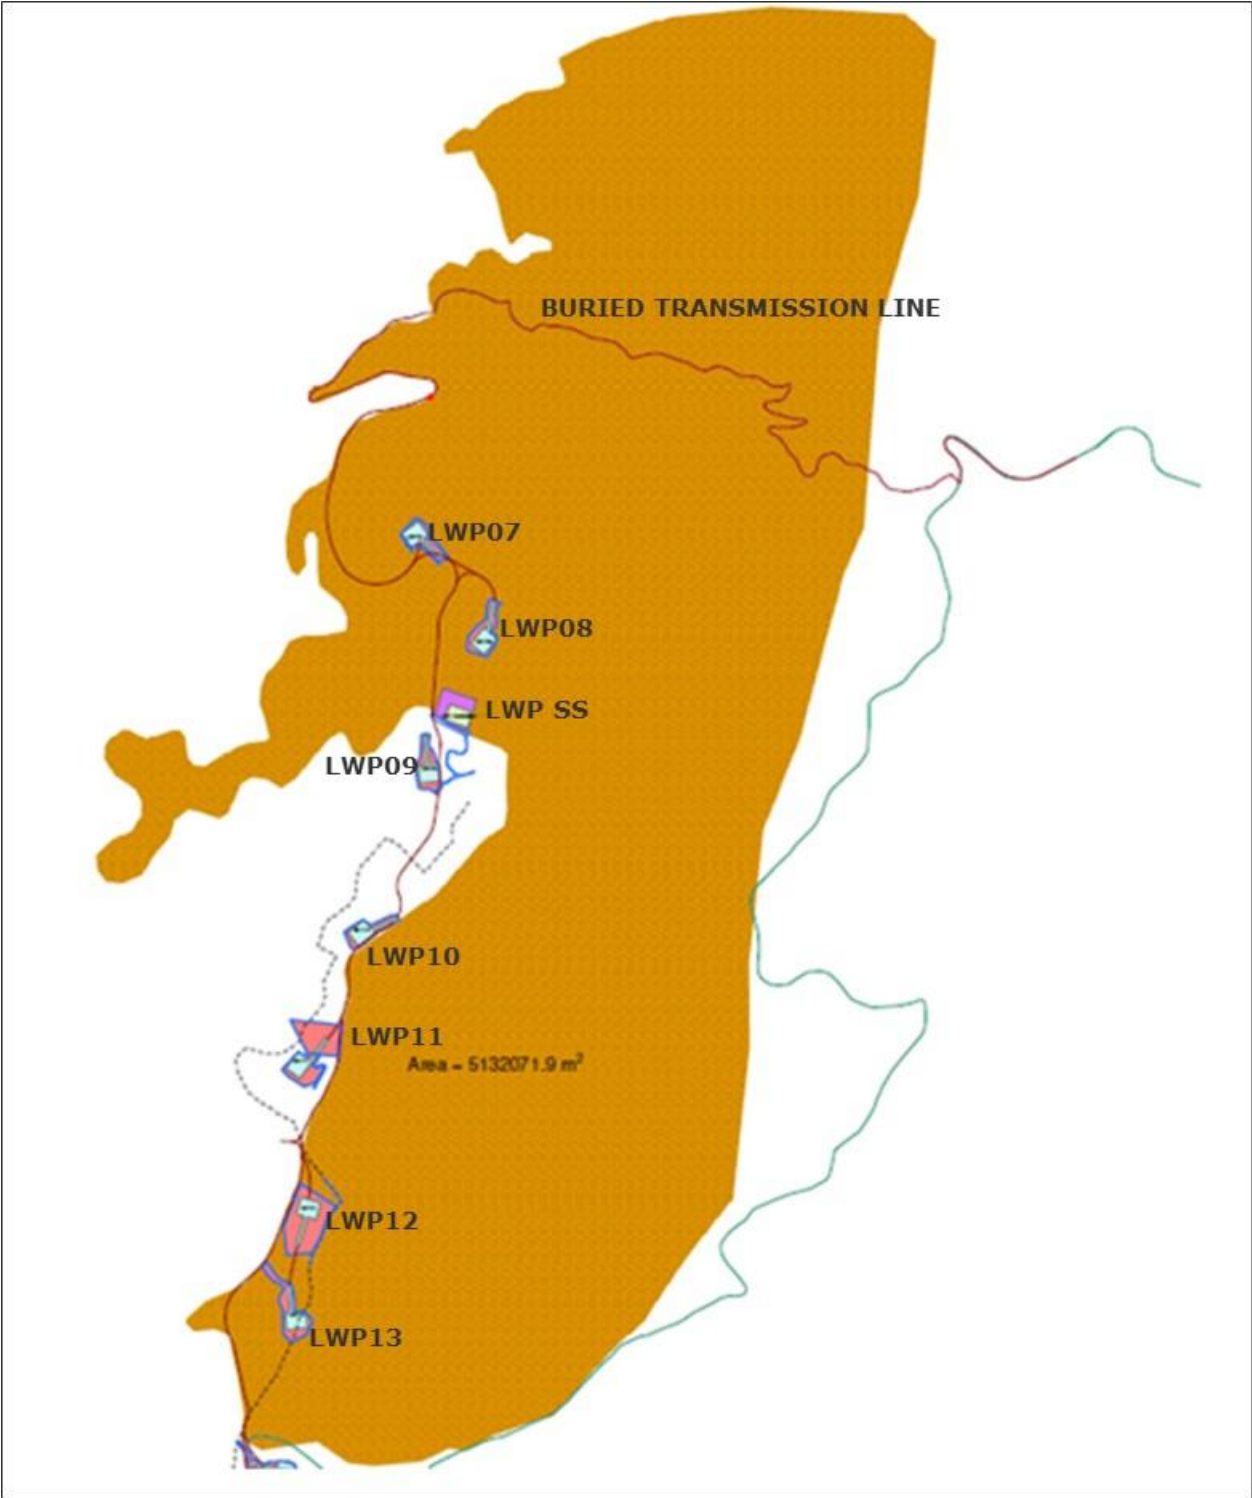 BURIED TRANSMISSION LINE
LWP07
LWP08
LWP SS
LWP09
LWP10
LWP11
Area = 5132071.9 m²
LWP12
LWP13